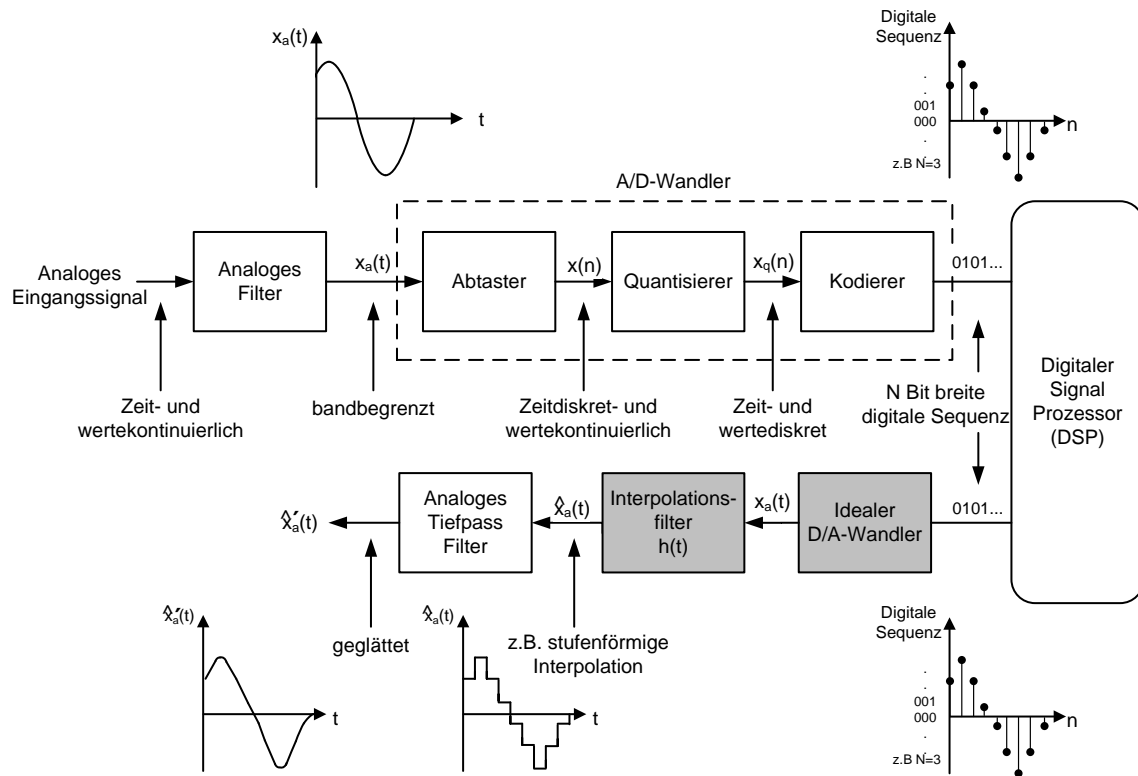 xₐ(t)
t
Digitale
Sequenz
.
.
001
000
.
.
z.B N=3
n
A/D-Wandler
Analoges
Eingangssignal
Analoges
Filter
xₐ(t)
Abtaster
x(n)
Quantisierer
x_q(n)
Kodierer
0101...
Zeit- und
wertekontinuierlich
bandbegrenzt
Zeitdiskret- und
wertekontinuierlich
Zeit- und
wertediskret
N Bit breite
digitale Sequenz
Digitaler
Signal
Prozessor
(DSP)
x̂ₐ′(t)
Analoges
Tiefpass
Filter
x̂ₐ(t)
Interpolations-
filter
h(t)
xₐ(t)
Idealer
D/A-Wandler
0101...
geglättet
z.B. stufenförmige
Interpolation
x̂ₐ′(t)
t
x̂ₐ(t)
t
Digitale
Sequenz
.
.
001
000
.
.
z.B N=3
n